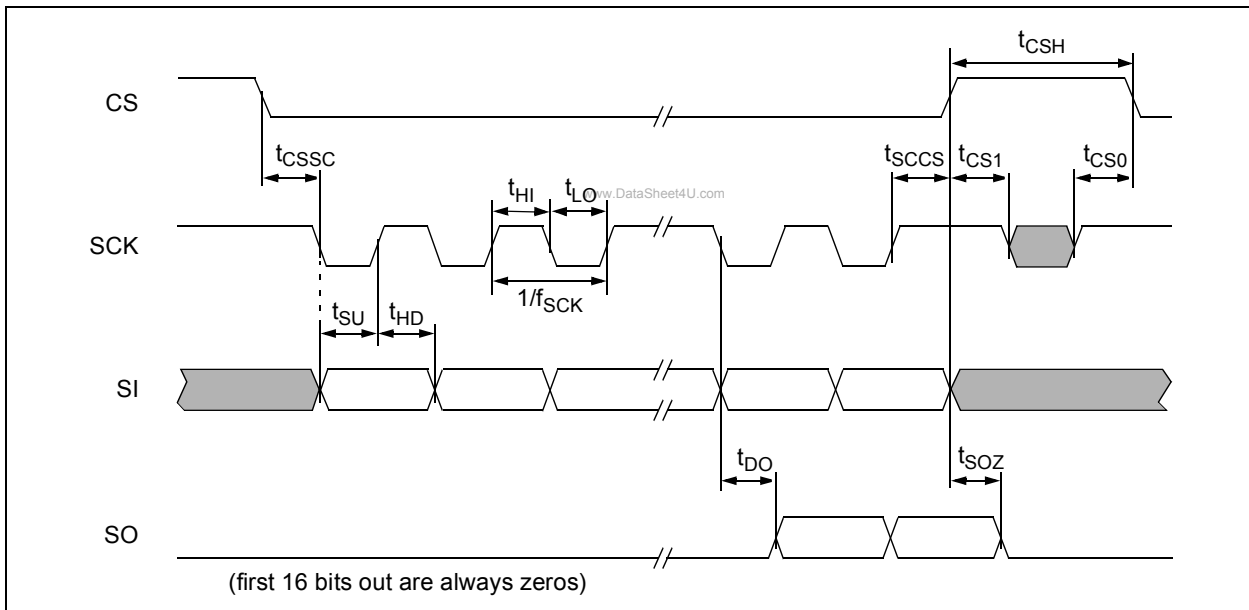 tCSH
CS
tCSSC
tSCCS
tCS1
tCS0
tHI
tLO
www.DataSheet4U.com
SCK
1/fSCK
tSU
tHD
SI
tDO
tSOZ
SO
(first 16 bits out are always zeros)